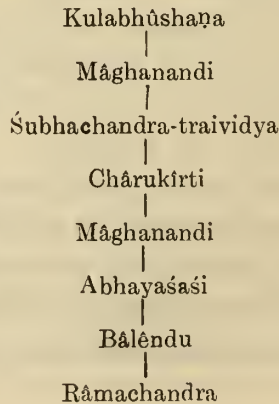 Kulabhûshaṇa
Mâghanandi
Śubhachandra-traividya
Chârukîrti
Mâghanandi
Abhayaśaśi
Bâlêndu
Râmachandra